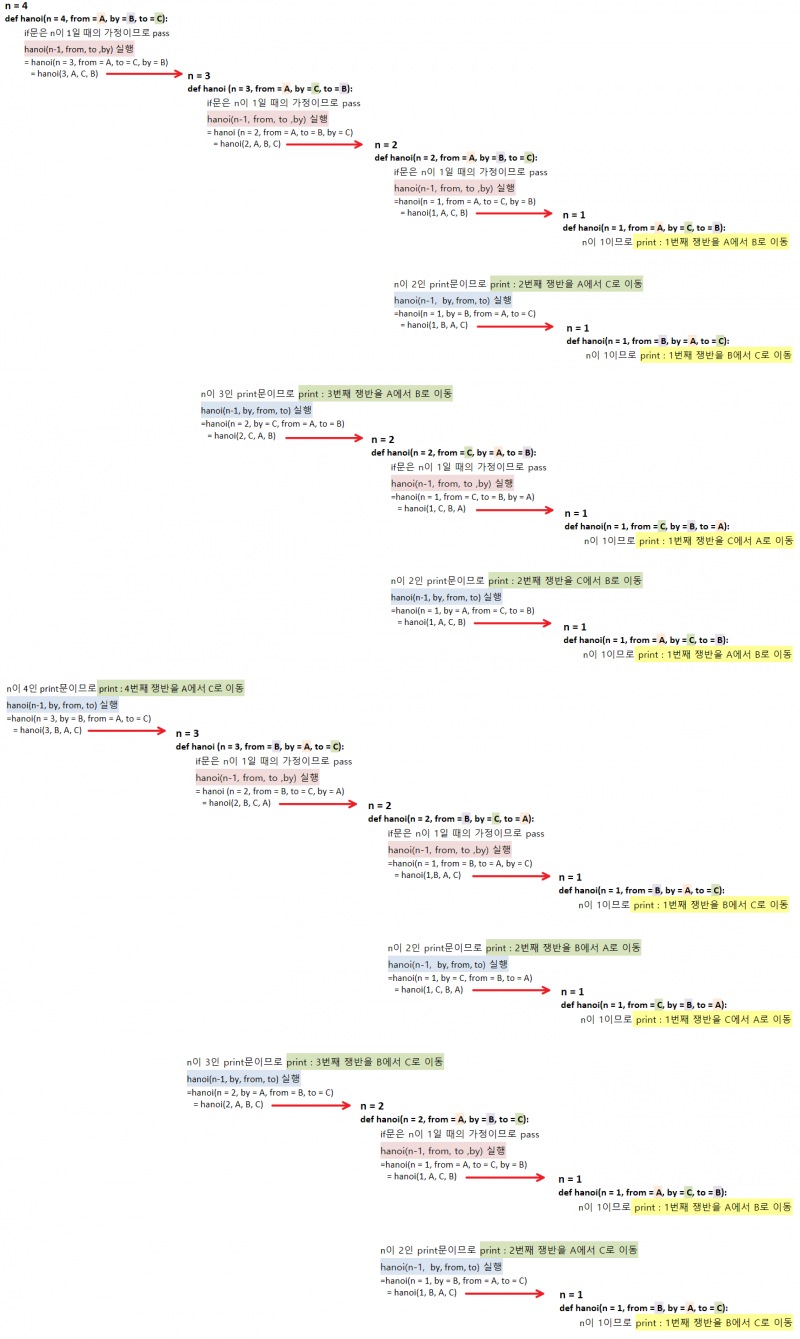 n = 4
def hanoi(n = 4, from = A, by = B, to = C):
if문은 n이 1일 때의 가정이므로 pass
hanoi(n-1, from, to ,by) 실행
= hanoi(n = 3, from = A, to = C, by = B)
= hanoi(3, A, C, B)
n = 3
def hanoi (n = 3, from = A, by = C, to = B):
if문은 n이 1일 때의 가정이므로 pass
hanoi(n-1, from, to ,by) 실행
= hanoi (n = 2, from = A, to = B, by = C)
= hanoi(2, A, B, C)
n = 2
def hanoi(n = 2, from = A, by = B, to = C):
if문은 n이 1일 때의 가정이므로 pass
hanoi(n-1, from, to ,by) 실행
=hanoi(n = 1, from = A, to = C, by = B)
= hanoi(1, A, C, B)
n = 1
def hanoi(n = 1, from = A, by = C, to = B):
n이 1이므로 print : 1번째 쟁반을 A에서 B로 이동
n이 2인 print문이므로 print : 2번째 쟁반을 A에서 C로 이동
hanoi(n-1, by, from, to) 실행
=hanoi(n = 1, by = B, from = A, to = C)
= hanoi(1, B, A, C)
n = 1
def hanoi(n = 1, from = B, by = A, to = C):
n이 1이므로 print : 1번째 쟁반을 B에서 C로 이동
n이 3인 print문이므로 print : 3번째 쟁반을 A에서 B로 이동
hanoi(n-1, by, from, to) 실행
=hanoi(n = 2, by = C, from = A, to = B)
= hanoi(2, C, A, B)
n = 2
def hanoi(n = 2, from = C, by = A, to = B):
if문은 n이 1일 때의 가정이므로 pass
hanoi(n-1, from, to ,by) 실행
=hanoi(n = 1, from = C, to = B, by = A)
= hanoi(1, C, B, A)
n = 1
def hanoi(n = 1, from = C, by = B, to = A):
n이 1이므로 print : 1번째 쟁반을 C에서 A로 이동
n이 2인 print문이므로 print : 2번째 쟁반을 C에서 B로 이동
hanoi(n-1, by, from, to) 실행
=hanoi(n = 1, by = A, from = C, to = B)
= hanoi(1, A, C, B)
n = 1
def hanoi(n = 1, from = A, by = C, to = B):
n이 1이므로 print : 1번째 쟁반을 A에서 B로 이동
n이 4인 print문이므로 print : 4번째 쟁반을 A에서 C로 이동
hanoi(n-1, by, from, to) 실행
=hanoi(n = 3, by = B, from = A, to = C)
= hanoi(3, B, A, C)
n = 3
def hanoi (n = 3, from = B, by = A, to = C):
if문은 n이 1일 때의 가정이므로 pass
hanoi(n-1, from, to ,by) 실행
= hanoi (n = 2, from = B, to = C, by = A)
= hanoi(2, B, C, A)
n = 2
def hanoi(n = 2, from = B, by = C, to = A):
if문은 n이 1일 때의 가정이므로 pass
hanoi(n-1, from, to ,by) 실행
=hanoi(n = 1, from = B, to = A, by = C)
= hanoi(1,B, A, C)
n = 1
def hanoi(n = 1, from = B, by = A, to = C):
n이 1이므로 print : 1번째 쟁반을 B에서 C로 이동
n이 2인 print문이므로 print : 2번째 쟁반을 B에서 A로 이동
hanoi(n-1, by, from, to) 실행
=hanoi(n = 1, by = C, from = B, to = A)
= hanoi(1, C, B, A)
n = 1
def hanoi(n = 1, from = C, by = B, to = A):
n이 1이므로 print : 1번째 쟁반을 C에서 A로 이동
n이 3인 print문이므로 print : 3번째 쟁반을 B에서 C로 이동
hanoi(n-1, by, from, to) 실행
=hanoi(n = 2, by = A, from = B, to = C)
= hanoi(2, A, B, C)
n = 2
def hanoi(n = 2, from = A, by = B, to = C):
if문은 n이 1일 때의 가정이므로 pass
hanoi(n-1, from, to ,by) 실행
=hanoi(n = 1, from = A, to = C, by = B)
= hanoi(1, A, C, B)
n = 1
def hanoi(n = 1, from = A, by = C, to = B):
n이 1이므로 print : 1번째 쟁반을 A에서 B로 이동
n이 2인 print문이므로 print : 2번째 쟁반을 A에서 C로 이동
hanoi(n-1, by, from, to) 실행
=hanoi(n = 1, by = B, from = A, to = C)
= hanoi(1, B, A, C)
n = 1
def hanoi(n = 1, from = B, by = A, to = C):
n이 1이므로 print : 1번째 쟁반을 B에서 C로 이동